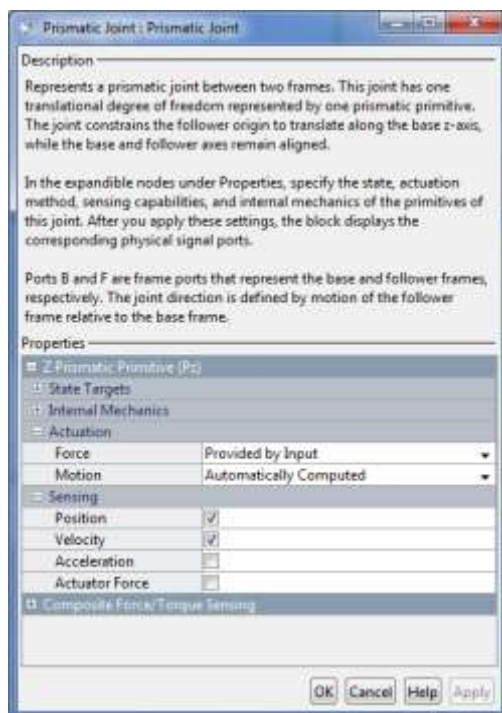 Prismatic Joint : Prismatic Joint
Description
Represents a prismatic joint between two frames. This joint has one
translational degree of freedom represented by one prismatic primitive.
The joint constrains the follower origin to translate along the base z-axis,
while the base and follower axes remain aligned.
In the expandible nodes under Properties, specify the state, actuation
method, sensing capabilities, and internal mechanics of the primitives of
this joint. After you apply these settings, the block displays the
corresponding physical signal ports.
Ports B and F are frame ports that represent the base and follower frames,
respectively. The joint direction is defined by motion of the follower
frame relative to the base frame.
Properties
Z Prismatic Primitive (Pz)
State Targets
Internal Mechanics
Actuation
Force Provided by Input
Motion Automatically Computed
Sensing
Position
Velocity
Acceleration
Actuator Force
Composite Force/Torque Sensing
OK Cancel Help Apply